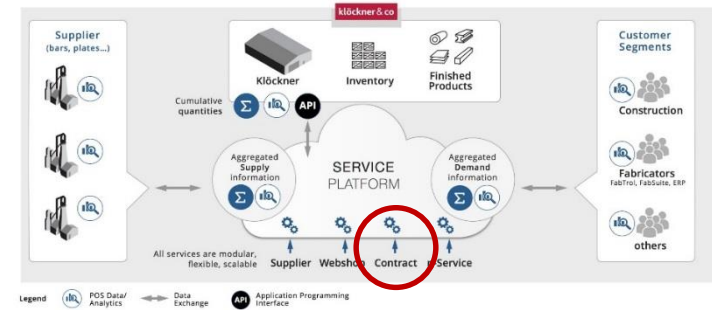 klöckner&co
Supplier
(bars, plates...)
Klöckner
Inventory
Finished
Products
Customer
Segments
Cumulative
quantities
Σ
API
Construction
Aggregated
Supply
information
Σ
SERVICE
PLATFORM
Aggregated
Demand
information
Σ
Fabricators
FabTrol, FabSuite, ERP
others
All services are modular,
flexible, scalable
Supplier Webshop Contract
Legend
POS Data/
Analytics
Data
Exchange
API
Application Programming
Interface